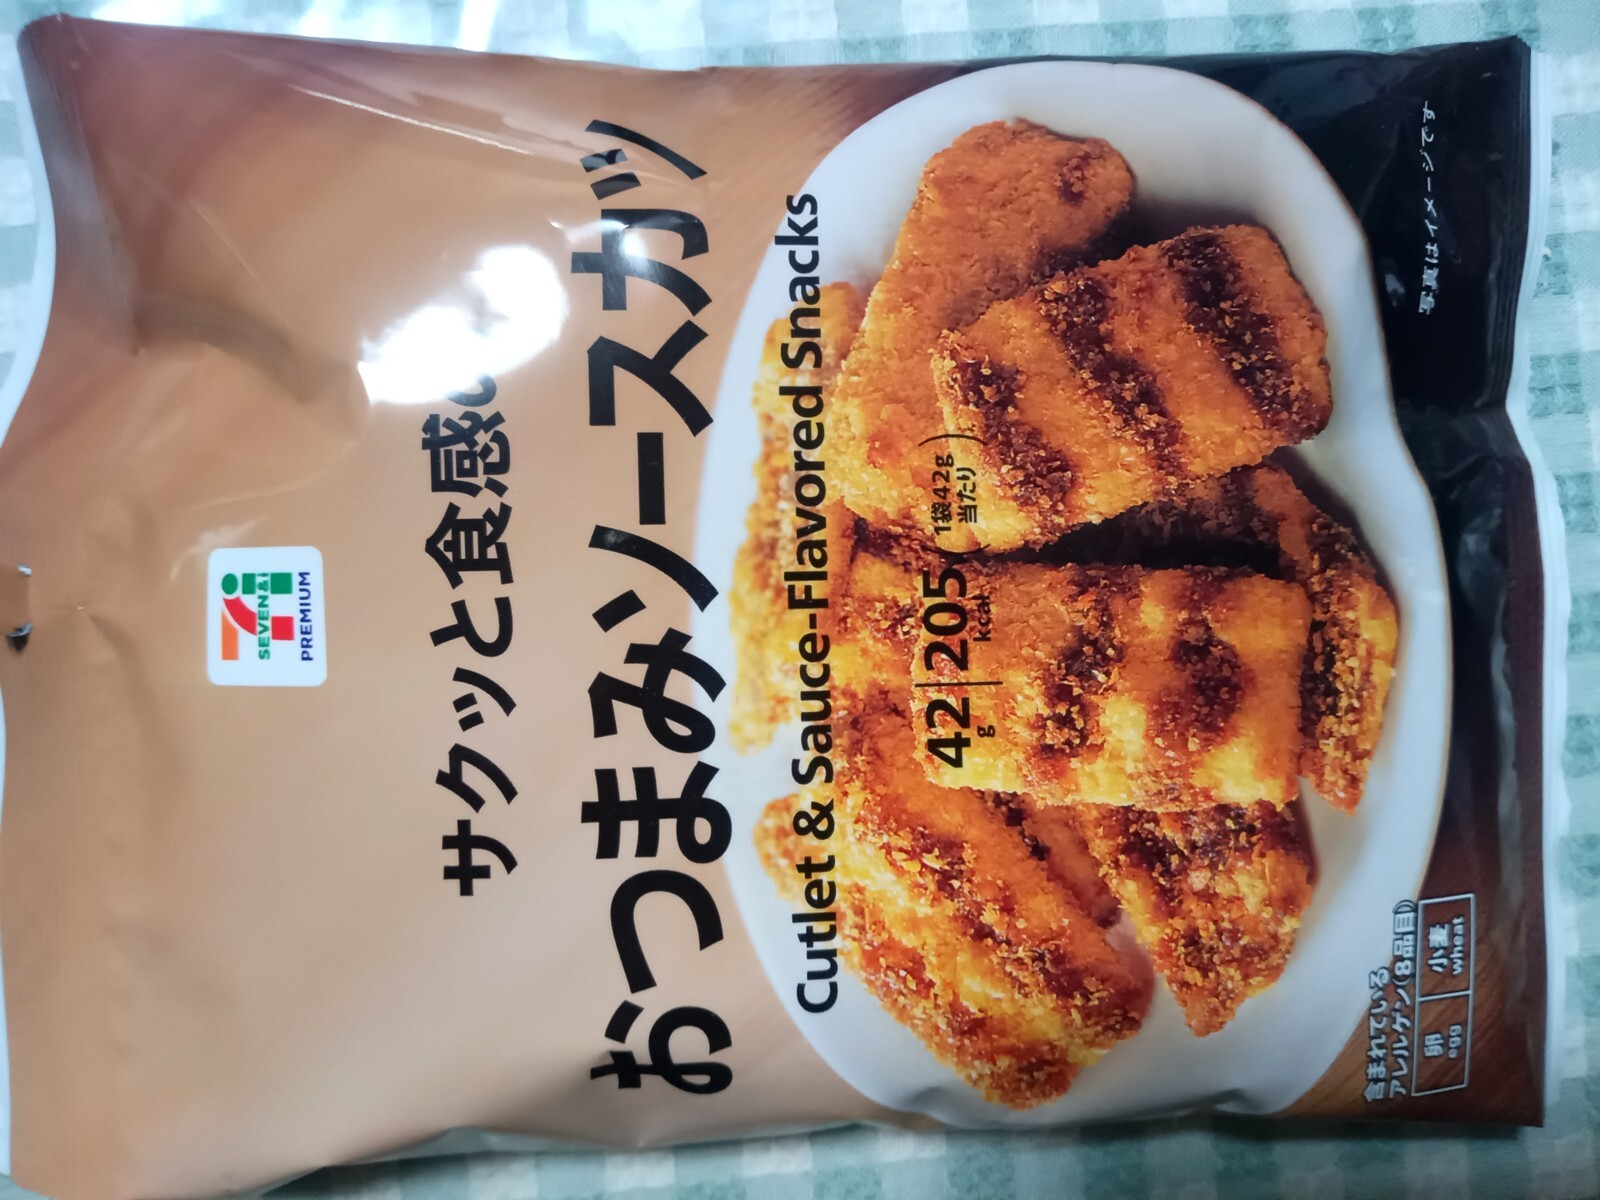 SEVEN&i
PREMIUM
サクッと食感
おつまみソースカツ
Cutlet & Sauce-Flavored Snacks
42 g 205 kcal (1袋42g当たり)
含まれている
アレルゲン(8品目)
卵 小麦
egg wheat
写真はイメージです